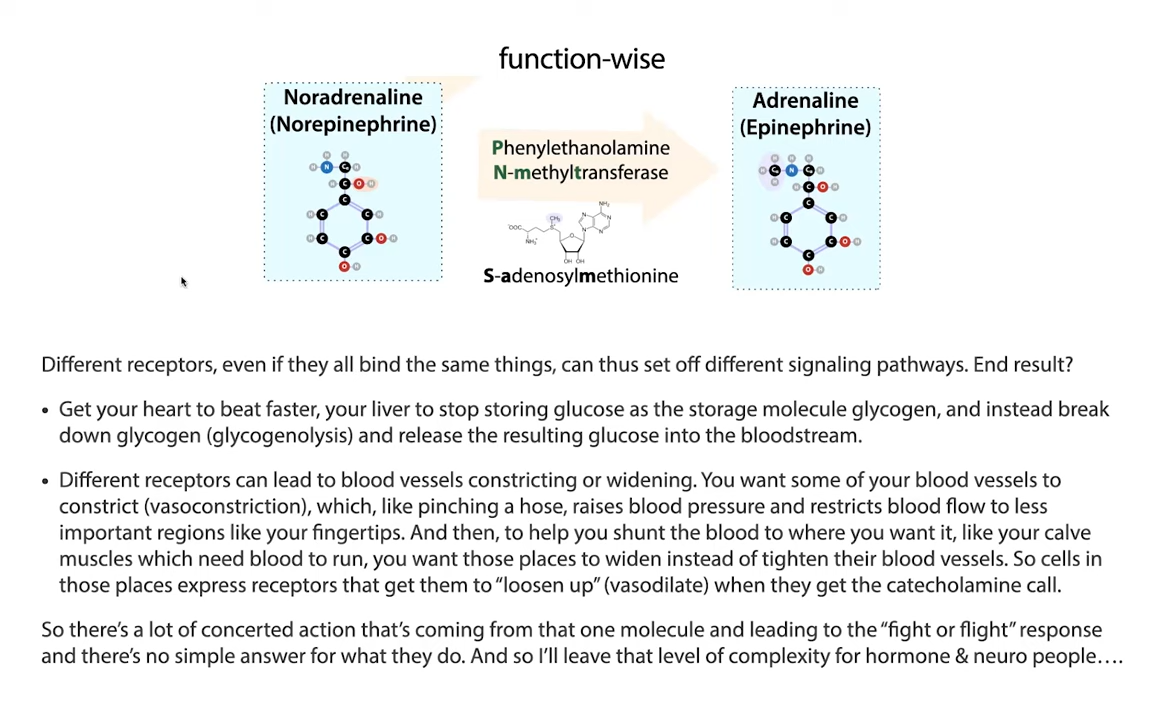 function-wise
Noradrenaline
(Norepinephrine)
Phenylethanolamine
N-methyltransferase
S-adenosylmethionine
Adrenaline
(Epinephrine)
Different receptors, even if they all bind the same things, can thus set off different signaling pathways. End result?
• Get your heart to beat faster, your liver to stop storing glucose as the storage molecule glycogen, and instead break
down glycogen (glycogenolysis) and release the resulting glucose into the bloodstream.
• Different receptors can lead to blood vessels constricting or widening. You want some of your blood vessels to
constrict (vasoconstriction), which, like pinching a hose, raises blood pressure and restricts blood flow to less
important regions like your fingertips. And then, to help you shunt the blood to where you want it, like your calve
muscles which need blood to run, you want those places to widen instead of tighten their blood vessels. So cells in
those places express receptors that get them to “loosen up” (vasodilate) when they get the catecholamine call.
So there’s a lot of concerted action that’s coming from that one molecule and leading to the “fight or flight” response
and there’s no simple answer for what they do. And so I’ll leave that level of complexity for hormone & neuro people….